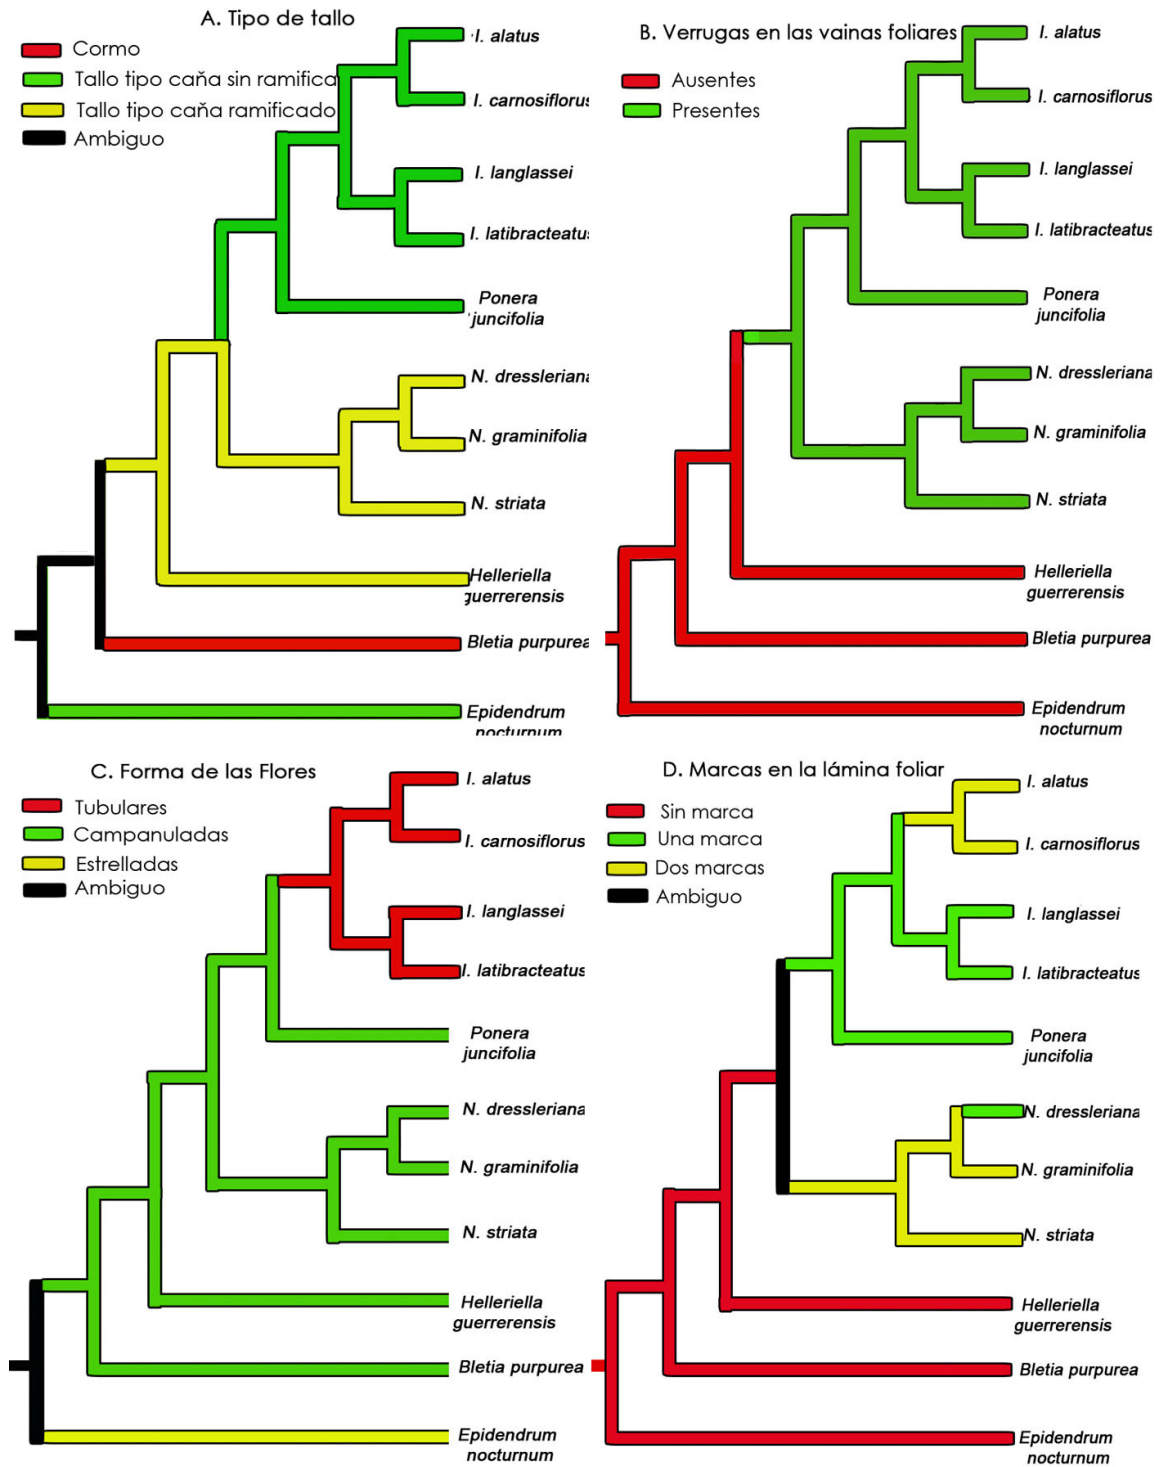 A. Tipo de tallo
Cormo
Tallo tipo caña sin ramifica
Tallo tipo caña ramificado
Ambiguo
I. alatus
I. carnosiflorus
I. langlassei
I. latibracteatus
Ponera
juncifolia
N. dressleriana
N. graminifolia
N. striata
Helleriella
guerrerensis
Bletia purpurea
Epidendrum
nocturnum
B. Verrugas en las vainas foliares
Ausentes
Presentes
I. alatus
I. carnosiflorus
I. langlassei
I. latibracteatus
Ponera
juncifolia
N. dressleriana
N. graminifolia
N. striata
Helleriella
guerrerensis
Bletia purpurea
Epidendrum
nocturnum
C. Forma de las Flores
Tubulares
Campanuladas
Estrelladas
Ambiguo
I. alatus
I. carnosiflorus
I. langlassei
I. latibracteatus
Ponera
juncifolia
N. dressleriana
N. graminifolia
N. striata
Helleriella
guerrerensis
Bletia purpurea
Epidendrum
nocturnum
D. Marcas en la lámina foliar
Sin marca
Una marca
Dos marcas
Ambiguo
I. alatus
I. carnosiflorus
I. langlassei
I. latibracteatus
Ponera
juncifolia
N. dressleriana
N. graminifolia
N. striata
Helleriella
guerrerensis
Bletia purpurea
Epidendrum
nocturnum